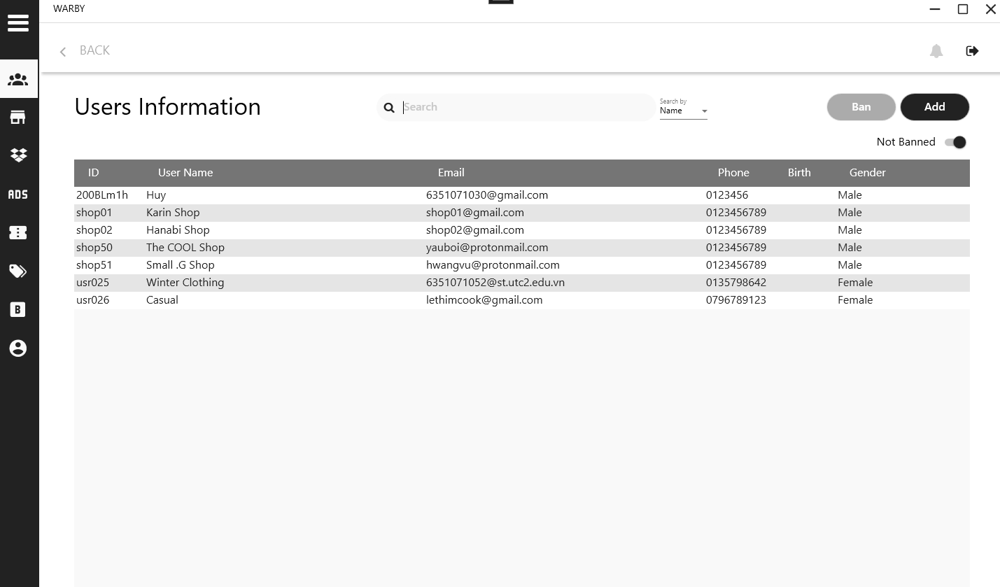 WARBY
BACK
Users Information
Search
Search by
Name
Ban
Add
Not Banned
ID User Name Email Phone Birth Gender
200BLm1h Huy 6351071030@gmail.com 0123456 Male
shop01 Karin Shop shop01@gmail.com 0123456789 Male
shop02 Hanabi Shop shop02@gmail.com 0123456789 Male
shop50 The COOL Shop yauboi@protonmail.com 0123456789 Male
shop51 Small .G Shop hwangvu@protonmail.com 0123456789 Male
usr025 Winter Clothing 6351071052@st.utc2.edu.vn 0135798642 Female
usr026 Casual lethimcook@gmail.com 0796789123 Female
ADS
B